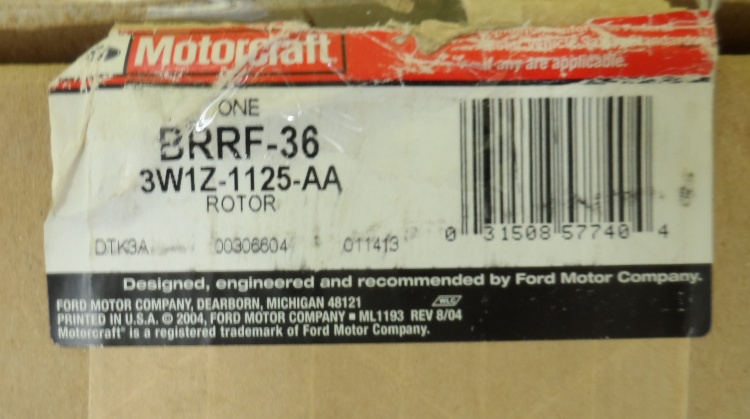 Motorcraft
if any are applicable.
ONE
BRRF-36
3W1Z-1125-AA
ROTOR
DTK3A 00306604 011413
0 31508 57740 4
Designed, engineered and recommended by Ford Motor Company.
FORD MOTOR COMPANY, DEARBORN, MICHIGAN 48121
WLC
PRINTED IN U.S.A. © 2004, FORD MOTOR COMPANY ▪ ML1193 REV 8/04
Motorcraft® is a registered trademark of Ford Motor Company.